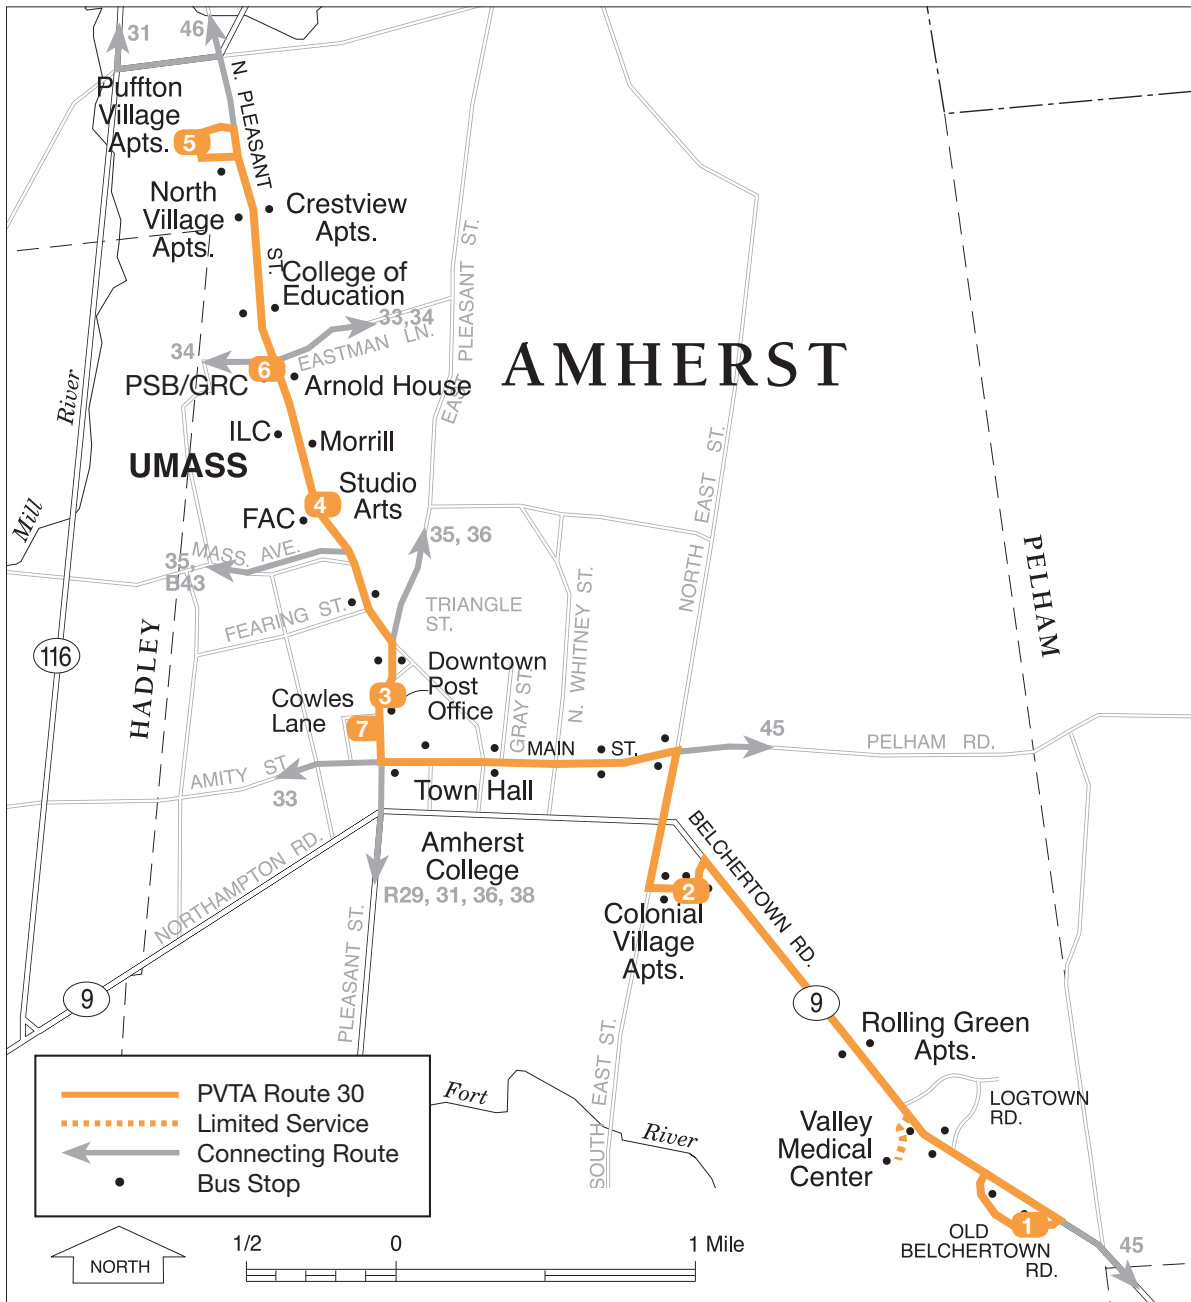 31
46
N. PLEASANT
ST.
Puffton
Village
Apts.
5
North
Village
Apts.
Crestview
Apts.
College of
Education
33,34
34
EASTMAN LN.
EAST PLEASANT ST.
EAST PLEASANT ST.
6
PSB/GRC
Arnold House
AMHERST
River
Mill
ILC
Morrill
UMASS
Studio
Arts
4
FAC
MASS. AVE.
35,
B43
35, 36
NORTH EAST ST.
PELHAM
FEARING ST.
TRIANGLE
ST.
N. WHITNEY ST.
GRAY ST.
116
HADLEY
Downtown
Post
Office
3
Cowles
Lane
7
MAIN ST.
45
PELHAM RD.
AMITY ST.
33
Town Hall
NORTHAMPTON RD.
Amherst
College
R29, 31, 36, 38
BELCHERTOWN RD.
2
Colonial
Village
Apts.
PLEASANT ST.
9
9
Rolling Green
Apts.
SOUTH EAST ST.
Fort
River
LOGTOWN
RD.
Valley
Medical
Center
1
OLD
BELCHERTOWN
RD.
45
PVTA Route 30
Limited Service
Connecting Route
Bus Stop
NORTH
1/2
0
1 Mile